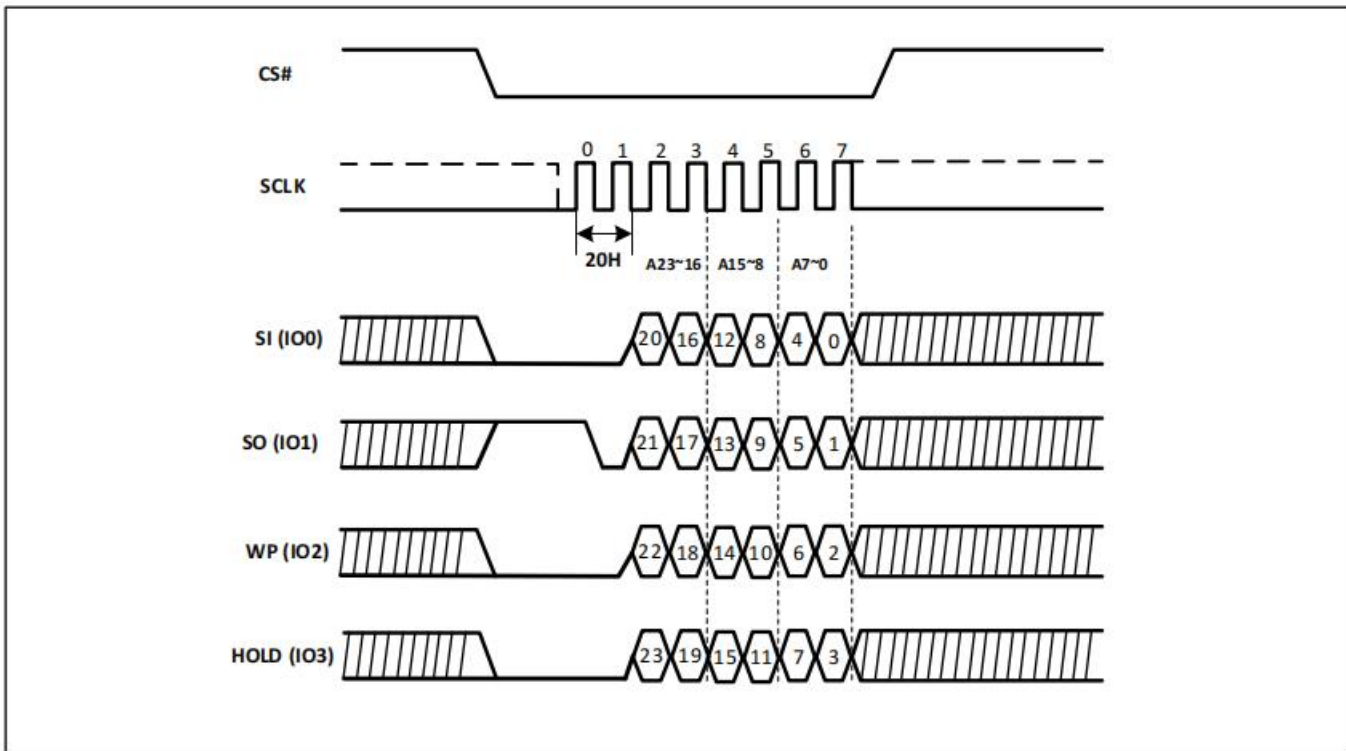 CS#
0 1 2 3 4 5 6 7
SCLK
20H A23~16 A15~8 A7~0
SI (IO0) 20 16 12 8 4 0
SO (IO1) 21 17 13 9 5 1
WP (IO2) 22 18 14 10 6 2
HOLD (IO3) 23 19 15 11 7 3